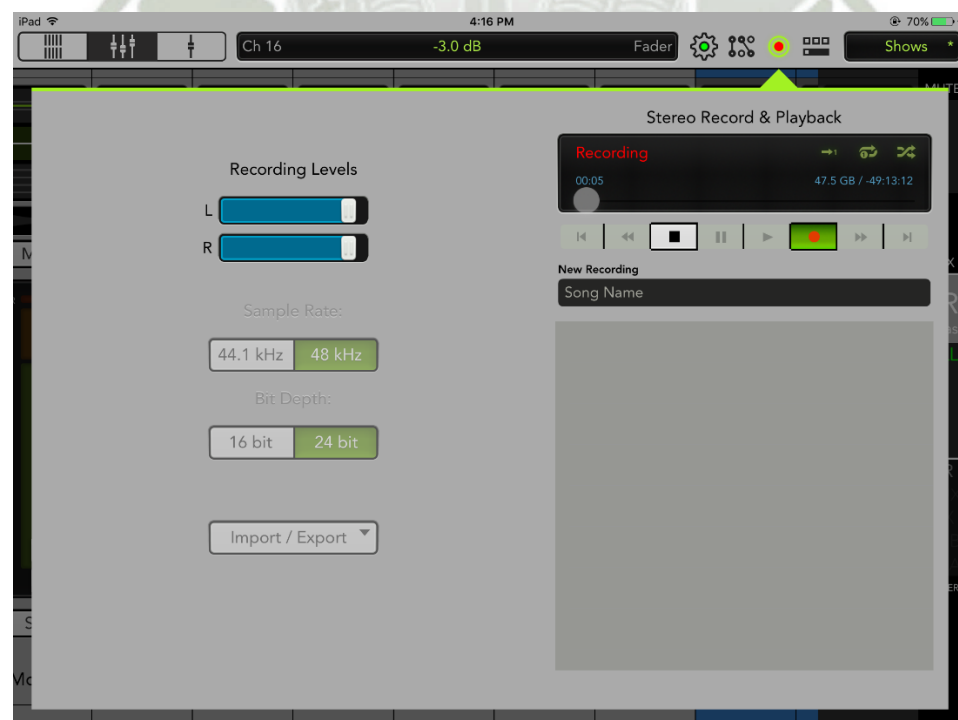 iPad 4:16 PM 70%
Ch 16 -3.0 dB Fader Shows *
Stereo Record & Playback
Recording
00:05 47.5 GB / -49:13:12
New Recording
Song Name
Recording Levels
L
R
Sample Rate:
44.1 kHz 48 kHz
Bit Depth:
16 bit 24 bit
Import / Export